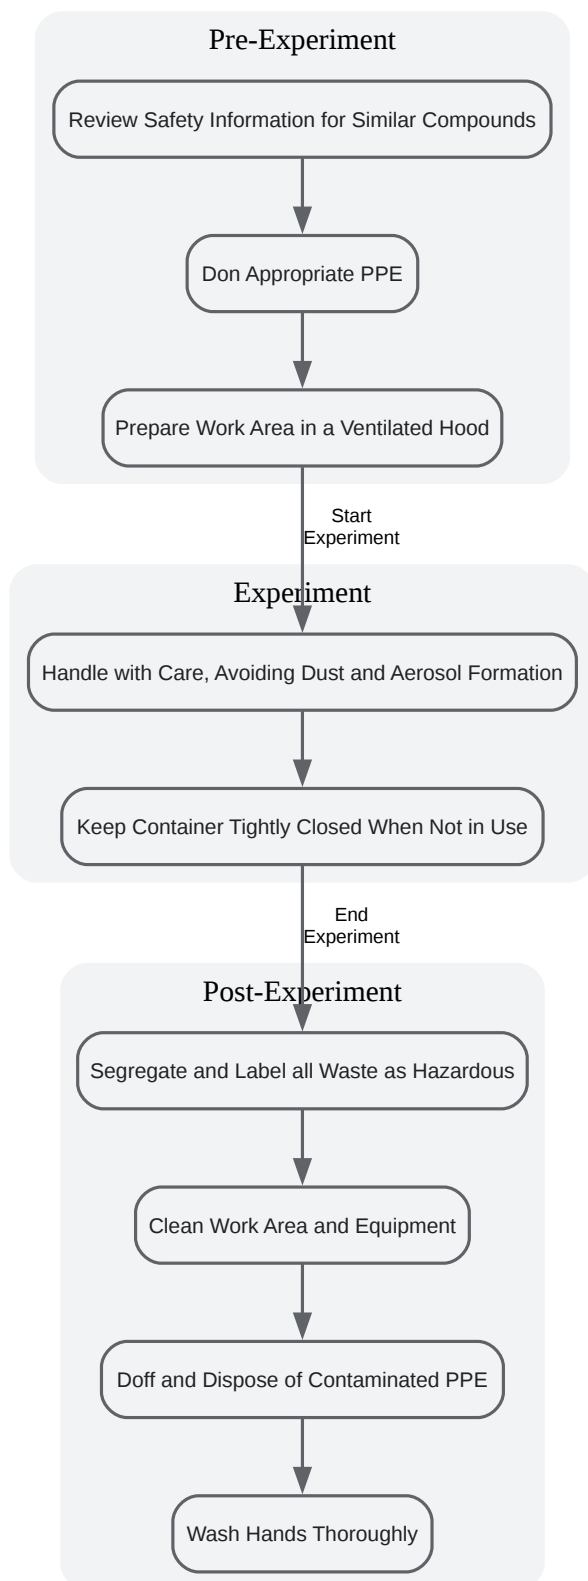 Pre-Experiment
Review Safety Information for Similar Compounds
Don Appropriate PPE
Prepare Work Area in a Ventilated Hood
Start
Experiment
Experiment
Handle with Care, Avoiding Dust and Aerosol Formation
Keep Container Tightly Closed When Not in Use
End
Experiment
Post-Experiment
Segregate and Label all Waste as Hazardous
Clean Work Area and Equipment
Doff and Dispose of Contaminated PPE
Wash Hands Thoroughly